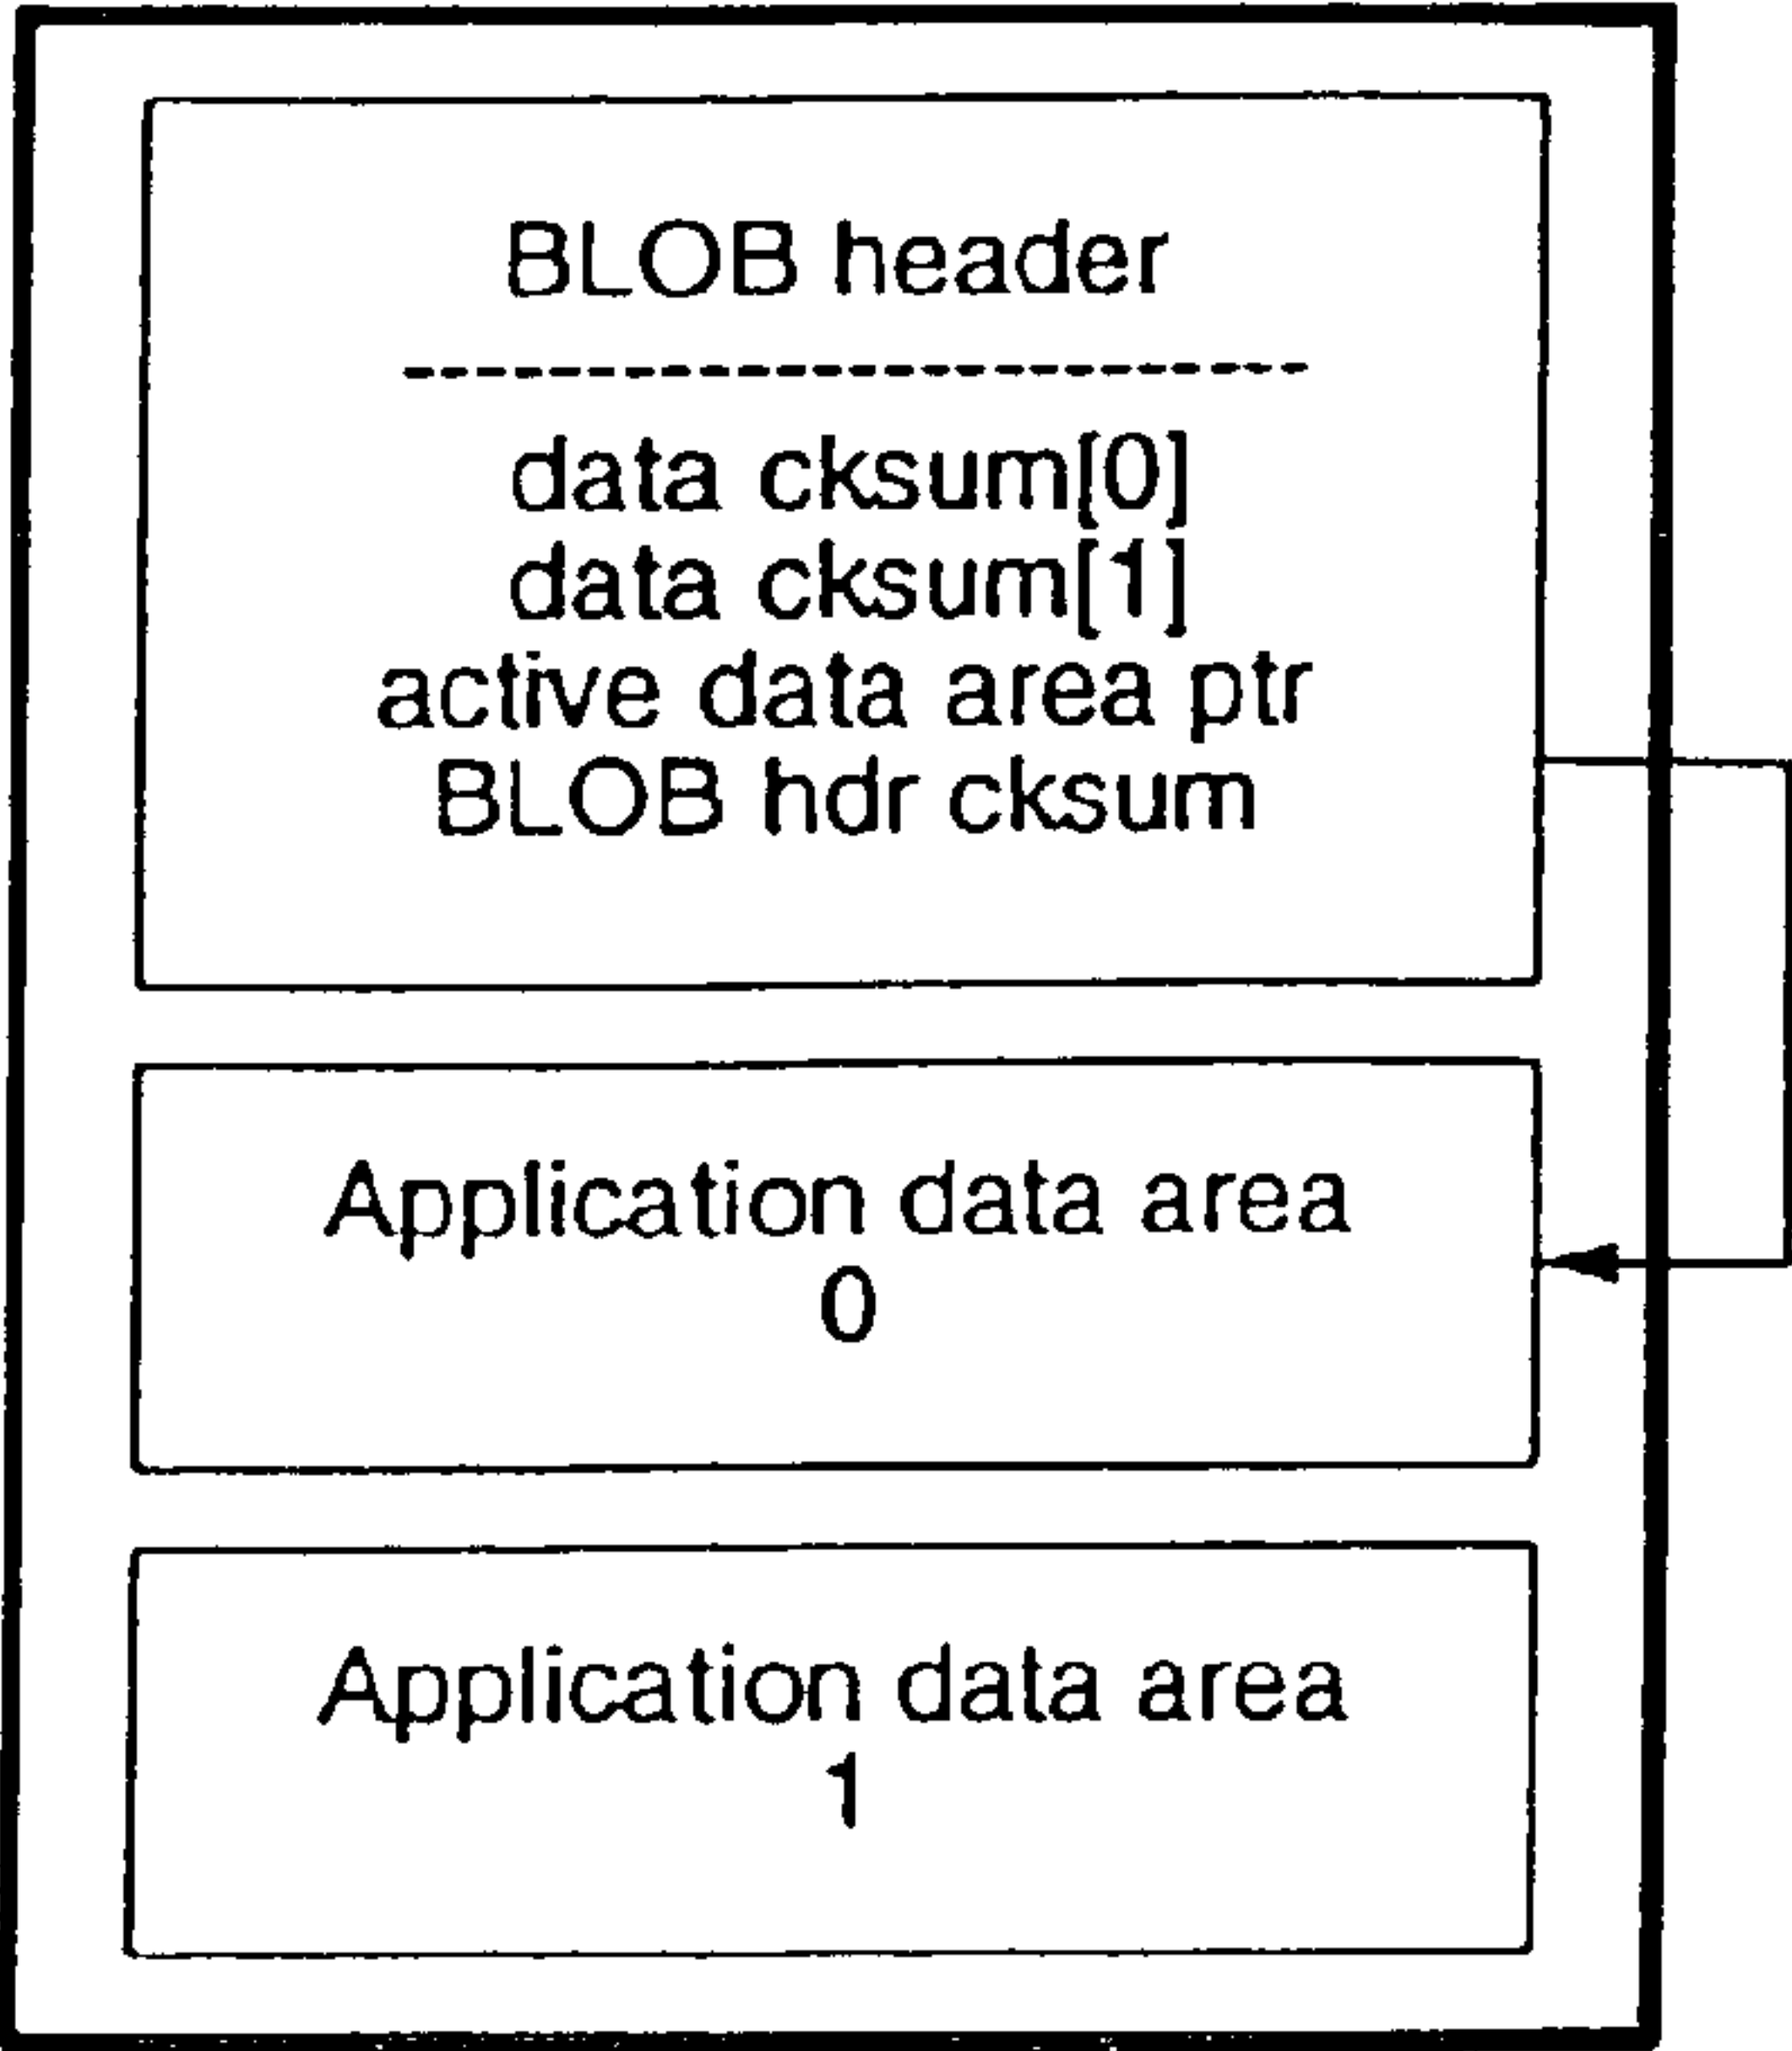 BLOB header
data cksum[0]
data cksum[1]
active data area ptr
BLOB hdr cksum
Application data area
0
Application data area
1